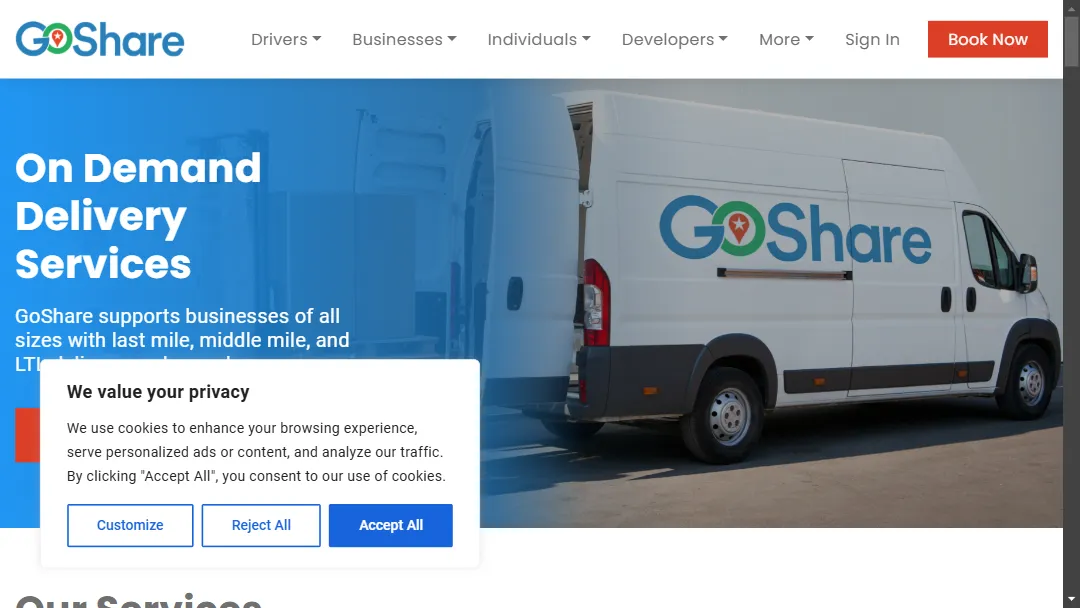 GoShare
Drivers
Businesses
Individuals
Developers
More
Sign In
Book Now
On Demand
Delivery
Services
GoShare supports businesses of all
sizes with last mile, middle mile, and
GoShare
We value your privacy
We use cookies to enhance your browsing experience,
serve personalized ads or content, and analyze our traffic.
By clicking "Accept All", you consent to our use of cookies.
Customize
Reject All
Accept All
Our Services